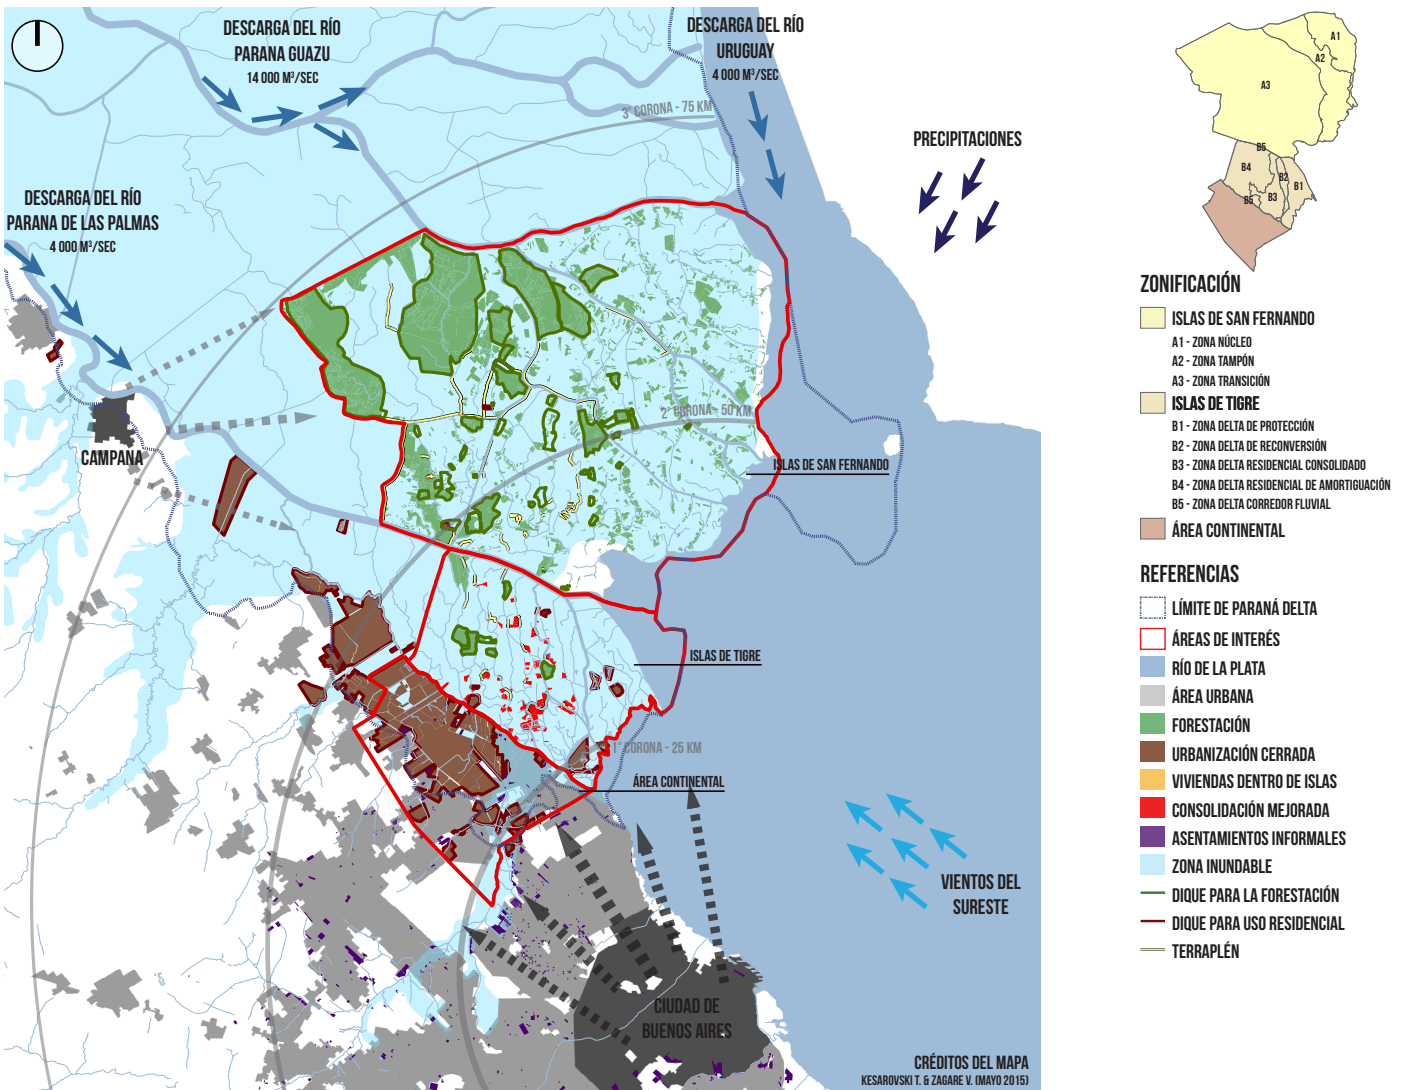 DESCARGA DEL RÍO
PARANA GUAZU
14 000 M³/SEC
DESCARGA DEL RÍO
URUGUAY
4 000 M³/SEC
3° CORONA - 75 KM
PRECIPITACIONES
DESCARGA DEL RÍO
PARANA DE LAS PALMAS
4 000 M³/SEC
CAMPANA
2° CORONA - 50 KM
ISLAS DE SAN FERNANDO
ISLAS DE TIGRE
1° CORONA - 25 KM
ÁREA CONTINENTAL
VIENTOS DEL
SURESTE
CIUDAD DE
BUENOS AIRES
CRÉDITOS DEL MAPA
KESAROVSKI T. & ZAGARE V. (MAYO 2015)
A1
A2
A3
B5
B4
B2
B1
B3
B5
ZONIFICACIÓN
ISLAS DE SAN FERNANDO
A1 - ZONA NÚCLEO
A2 - ZONA TAMPÓN
A3 - ZONA TRANSICIÓN
ISLAS DE TIGRE
B1 - ZONA DELTA DE PROTECCIÓN
B2 - ZONA DELTA DE RECONVERSIÓN
B3 - ZONA DELTA RESIDENCIAL CONSOLIDADO
B4 - ZONA DELTA RESIDENCIAL DE AMORTIGUACIÓN
B5 - ZONA DELTA CORREDOR FLUVIAL
ÁREA CONTINENTAL
REFERENCIAS
LÍMITE DE PARANÁ DELTA
ÁREAS DE INTERÉS
RÍO DE LA PLATA
ÁREA URBANA
FORESTACIÓN
URBANIZACIÓN CERRADA
VIVIENDAS DENTRO DE ISLAS
CONSOLIDACIÓN MEJORADA
ASENTAMIENTOS INFORMALES
ZONA INUNDABLE
DIQUE PARA LA FORESTACIÓN
DIQUE PARA USO RESIDENCIAL
TERRAPLÉN